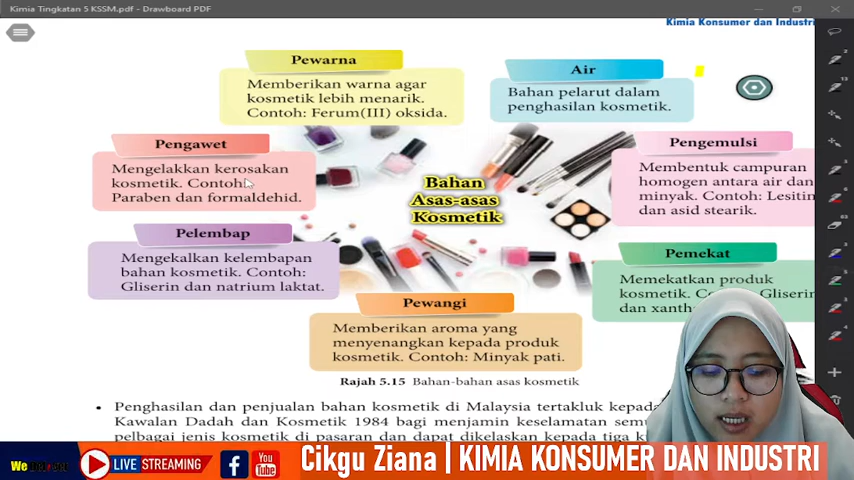 Kimia Tingkatan 5 KSSM.pdf - Drawboard PDF
Kimia Konsumer dan Industri
Pewarna
Memberikan warna agar
kosmetik lebih menarik.
Contoh: Ferum(III) oksida.
Air
Bahan pelarut dalam
penghasilan kosmetik.
Pengawet
Mengelakkan kerosakan
kosmetik. Contoh:
Paraben dan formaldehid.
Pengemulsi
Membentuk campuran
homogen antara air dan
minyak. Contoh: Lesitin
dan asid stearik.
Bahan
Asas-asas
Kosmetik
Pelembap
Mengekalkan kelembapan
bahan kosmetik. Contoh:
Gliserin dan natrium laktat.
Pemekat
Memekatkan produk
kosmetik. Gliserin
dan
Pewangi
Memberikan aroma yang
menyenangkan kepada produk
kosmetik. Contoh: Minyak pati.
Rajah 5.15 Bahan-bahan asas kosmetik
• Penghasilan dan penjualan bahan kosmetik di Malaysia tertakluk kepada
Kawalan Dadah dan Kosmetik 1984 bagi menjamin keselamatan
pelbagai jenis kosmetik di pasaran dan dapat dikelaskan kepada tiga
LIVE STREAMING
You
Tube
Cikgu Ziana | KIMIA KONSUMER DAN INDUSTRI